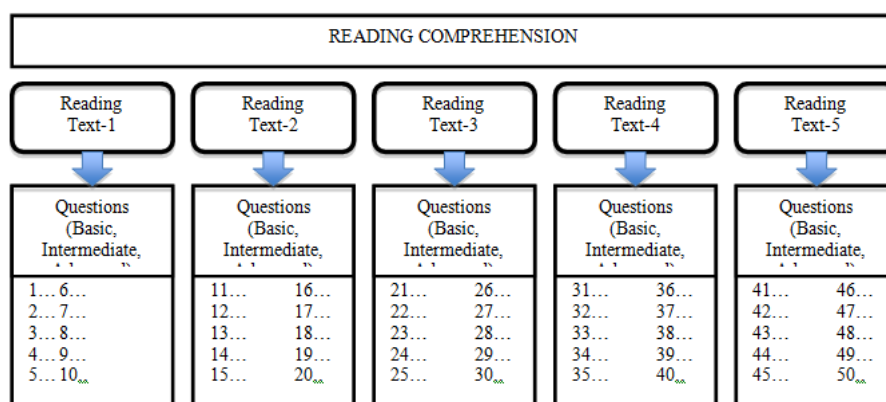 READING COMPREHENSION
Reading
Text-1
Reading
Text-2
Reading
Text-3
Reading
Text-4
Reading
Text-5
Questions
(Basic,
Intermediate,
Questions
(Basic,
Intermediate,
Questions
(Basic,
Intermediate,
Questions
(Basic,
Intermediate,
Questions
(Basic,
Intermediate,
1… 6…
2… 7…
3… 8…
4… 9…
5… 10
11… 16…
12… 17…
13… 18…
14… 19…
15… 20
21… 26…
22… 27…
23… 28…
24… 29…
25… 30
31… 36…
32… 37…
33… 38…
34… 39…
35… 40
41… 46…
42… 47…
43… 48…
44… 49…
45… 50